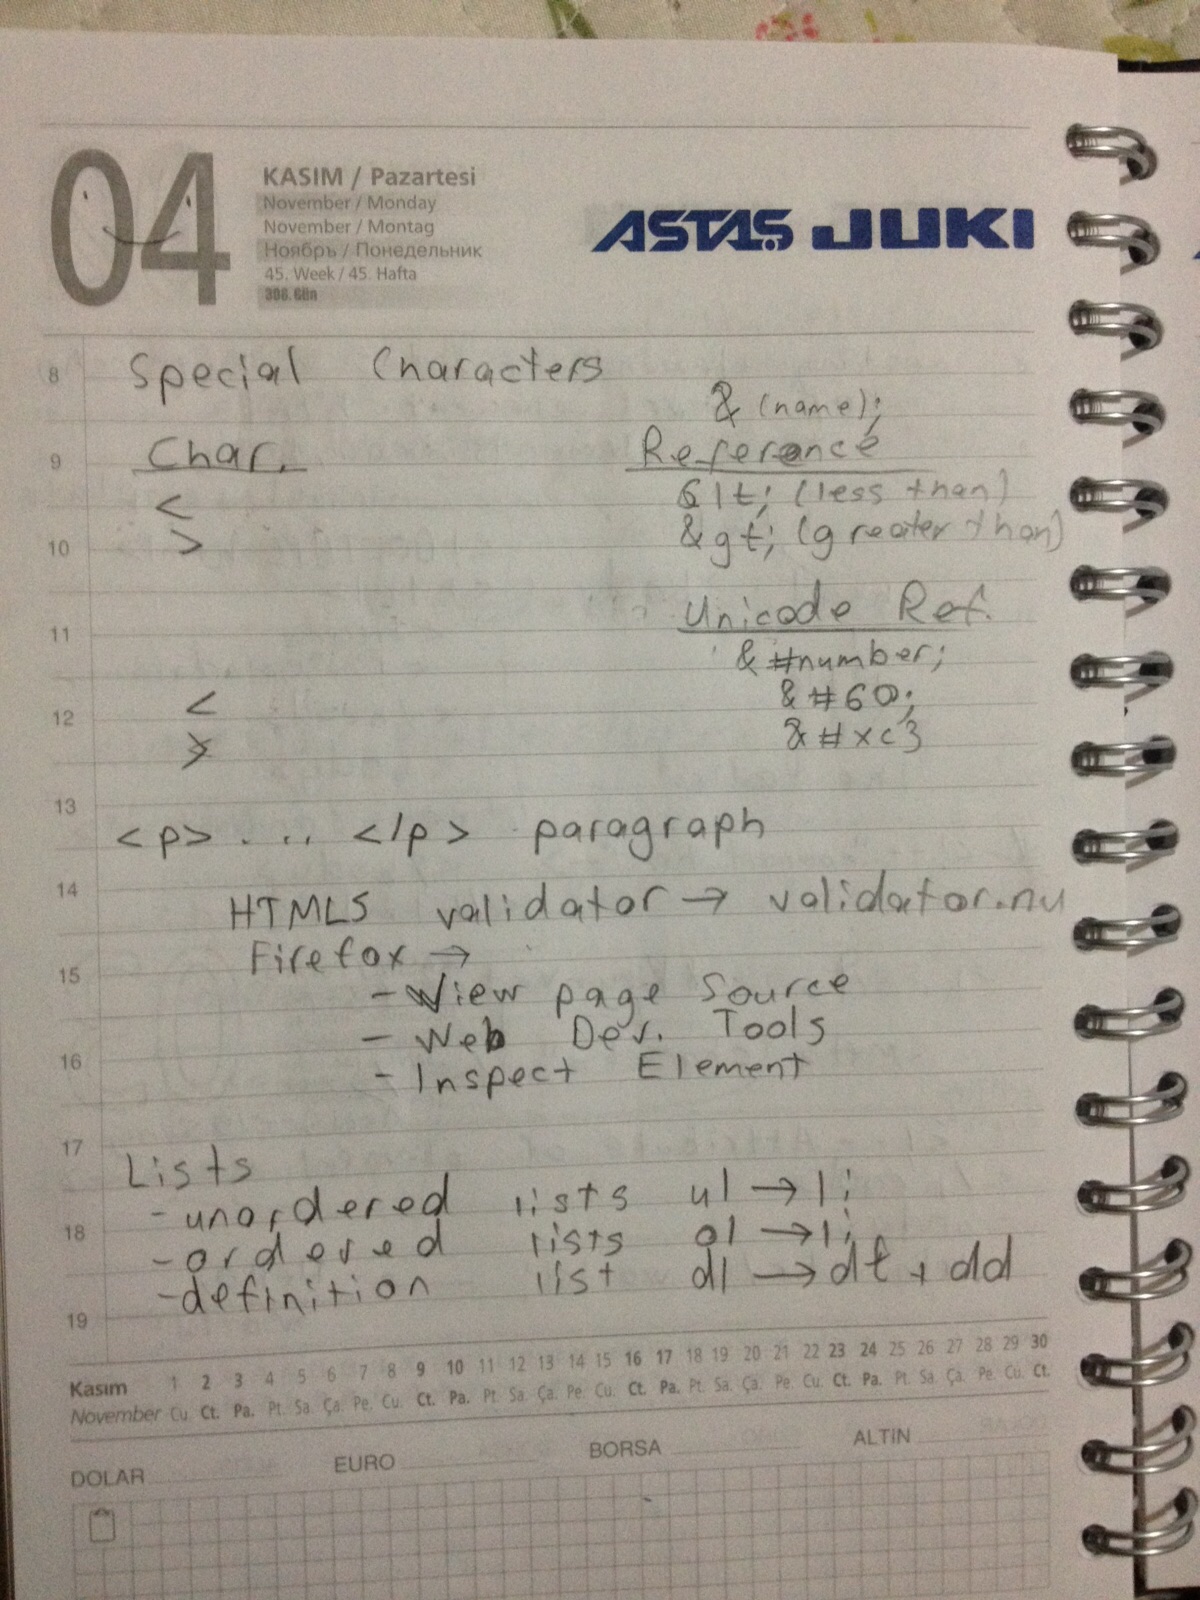 04
KASIM / Pazartesi
November / Monday
November / Montag
Ноябрь / Понедельник
45. Week / 45. Hafta
308. Gün
ASTAŞ JUKI
8 Special Characters
& (name);
9 Char. Reference
< &lt; (less than)
10 > &gt; (greater than)
11 Unicode Ref.
&#number;
12 < &#60;
> &#xc3
13
<p> ... </p> paragraph
14 HTML5 validator → validator.nu
15 Firefox →
- View page Source
- Web Dev. Tools
16 - Inspect Element
17 Lists
- unordered lists ul → li
18 - ordered lists ol → li
- definition list dl → dt + dd
19
Kasım 1 2 3 4 5 6 7 8 9 10 11 12 13 14 15 16 17 18 19 20 21 22 23 24 25 26 27 28 29 30
November Cu. Ct. Pa. Pt. Sa. Ça. Pe. Cu. Ct. Pa. Pt. Sa. Ça. Pe. Cu. Ct. Pa. Pt. Sa. Ça. Pe. Cu. Ct. Pa. Pt. Sa. Ça. Pe. Cu. Ct.
DOLAR EURO BORSA ALTIN